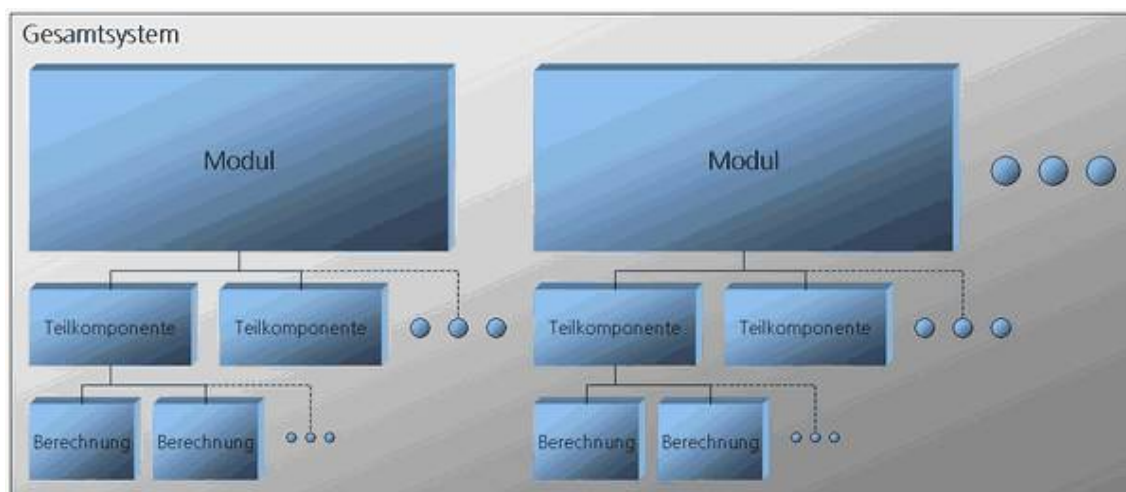 Gesamtsystem
Modul
Modul
Teilkomponente
Teilkomponente
Teilkomponente
Teilkomponente
Berechnung
Berechnung
Berechnung
Berechnung